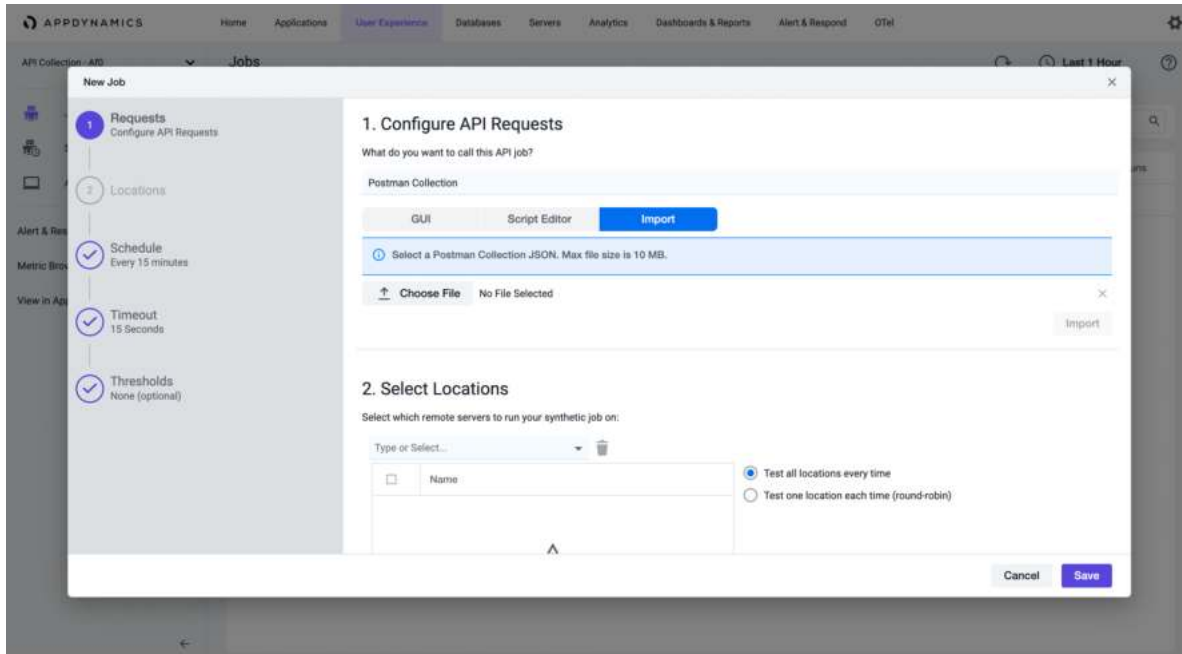 APPDYNAMICS Home Applications User Experience Databases Servers Analytics Dashboards & Reports Alert & Respond OTel
API Collection - Jobs Last 1 Hour
New Job
1 Requests
Configure API Requests
2 Locations
Schedule
Every 15 minutes
Timeout
15 Seconds
Thresholds
None (optional)
Alert & Res
Metric Brow
View in App
1. Configure API Requests
What do you want to call this API job?
Postman Collection
GUI Script Editor Import
Select a Postman Collection JSON. Max file size is 10 MB.
Choose File No File Selected
Import
2. Select Locations
Select which remote servers to run your synthetic job on:
Type or Select...
Name
Test all locations every time
Test one location each time (round-robin)
Cancel Save